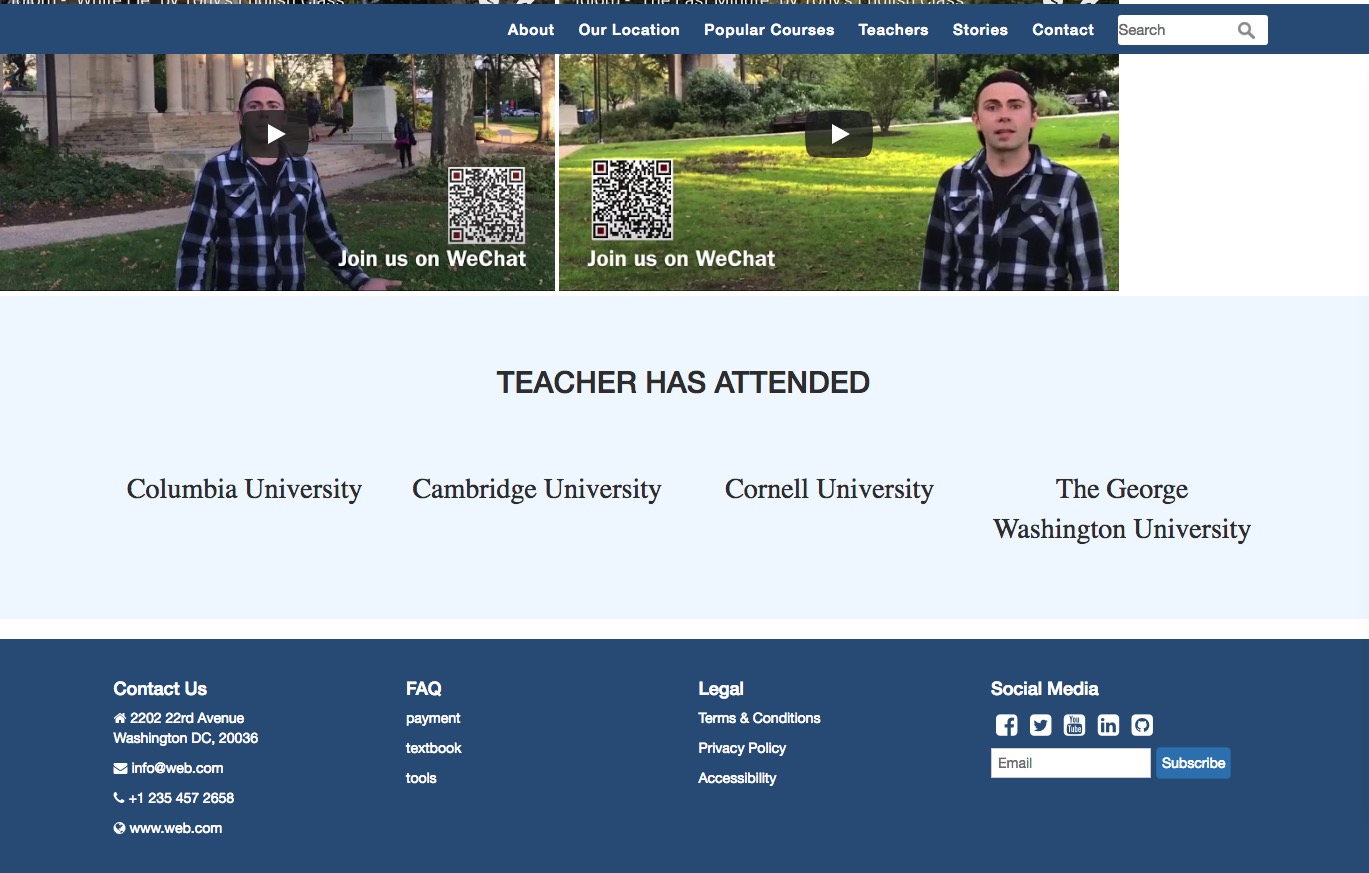 Idiom - "White Lie" by Tony's English Class
Idiom - "The Last Minute" by Tony's English Class
About Our Location Popular Courses Teachers Stories Contact Search
Join us on WeChat
Join us on WeChat
TEACHER HAS ATTENDED
Columbia University
Cambridge University
Cornell University
The George
Washington University
Contact Us
2202 22rd Avenue
Washington DC, 20036
info@web.com
+1 235 457 2658
www.web.com
FAQ
payment
textbook
tools
Legal
Terms & Conditions
Privacy Policy
Accessibility
Social Media
You
Tube
in
Email Subscribe